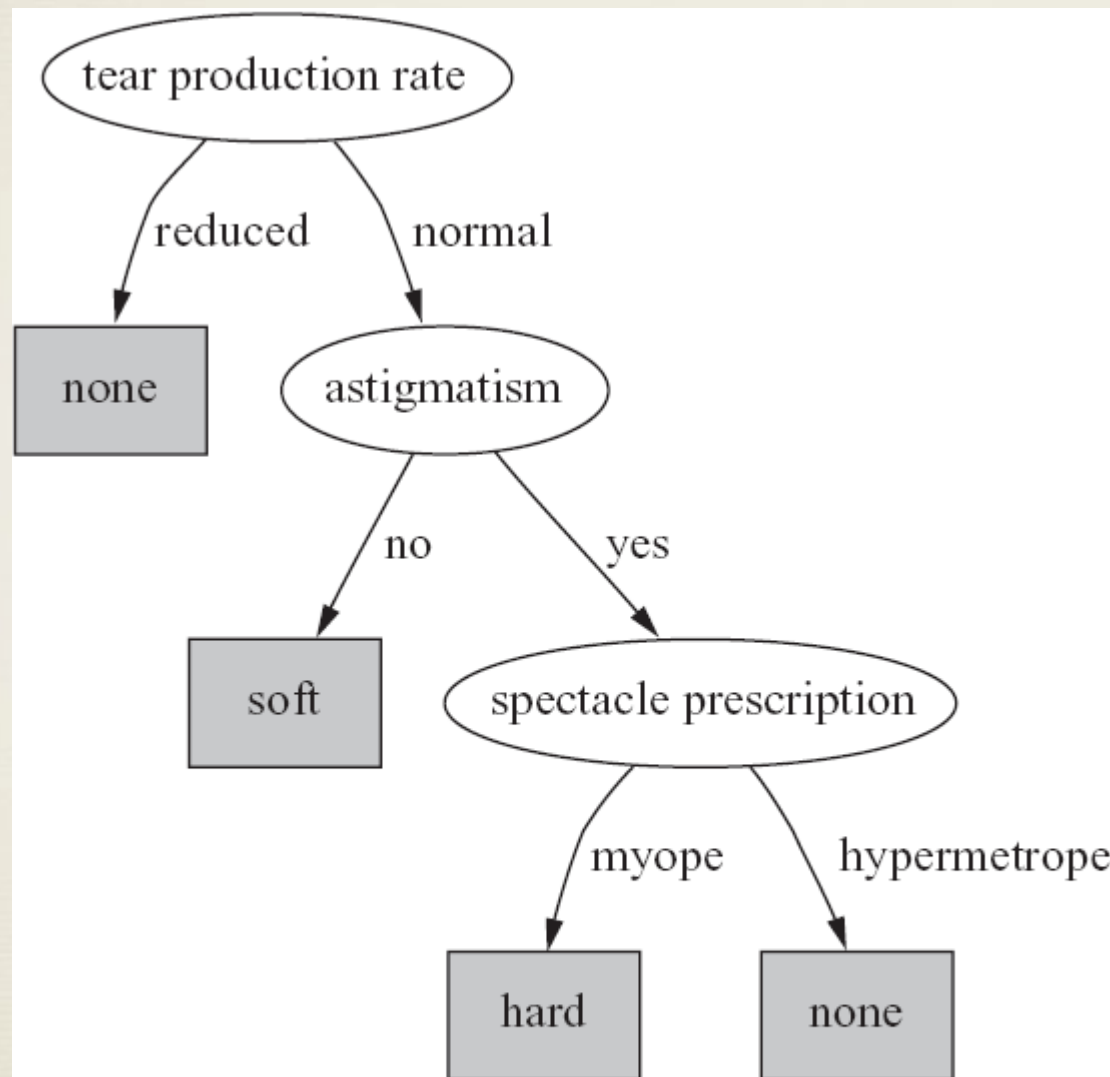 tear production rate
reduced
normal
none
astigmatism
no
yes
soft
spectacle prescription
myope
hypermetrope
hard
none